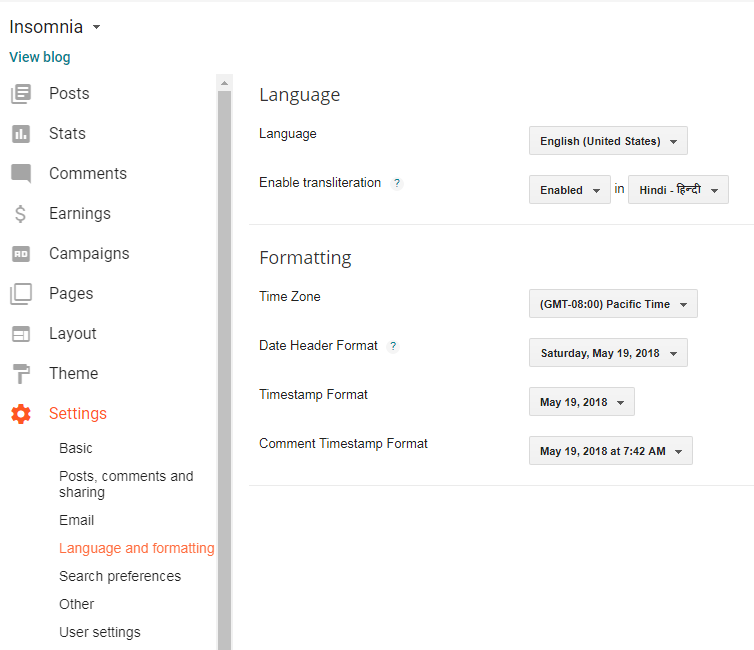 Insomnia
View blog
Posts
Stats
Comments
Earnings
Campaigns
Pages
Layout
Theme
Settings
Basic
Posts, comments and
sharing
Email
Language and formatting
Search preferences
Other
User settings
Language
Language English (United States)
Enable transliteration ? Enabled in Hindi - हिन्दी
Formatting
Time Zone (GMT-08:00) Pacific Time
Date Header Format ? Saturday, May 19, 2018
Timestamp Format May 19, 2018
Comment Timestamp Format May 19, 2018 at 7:42 AM